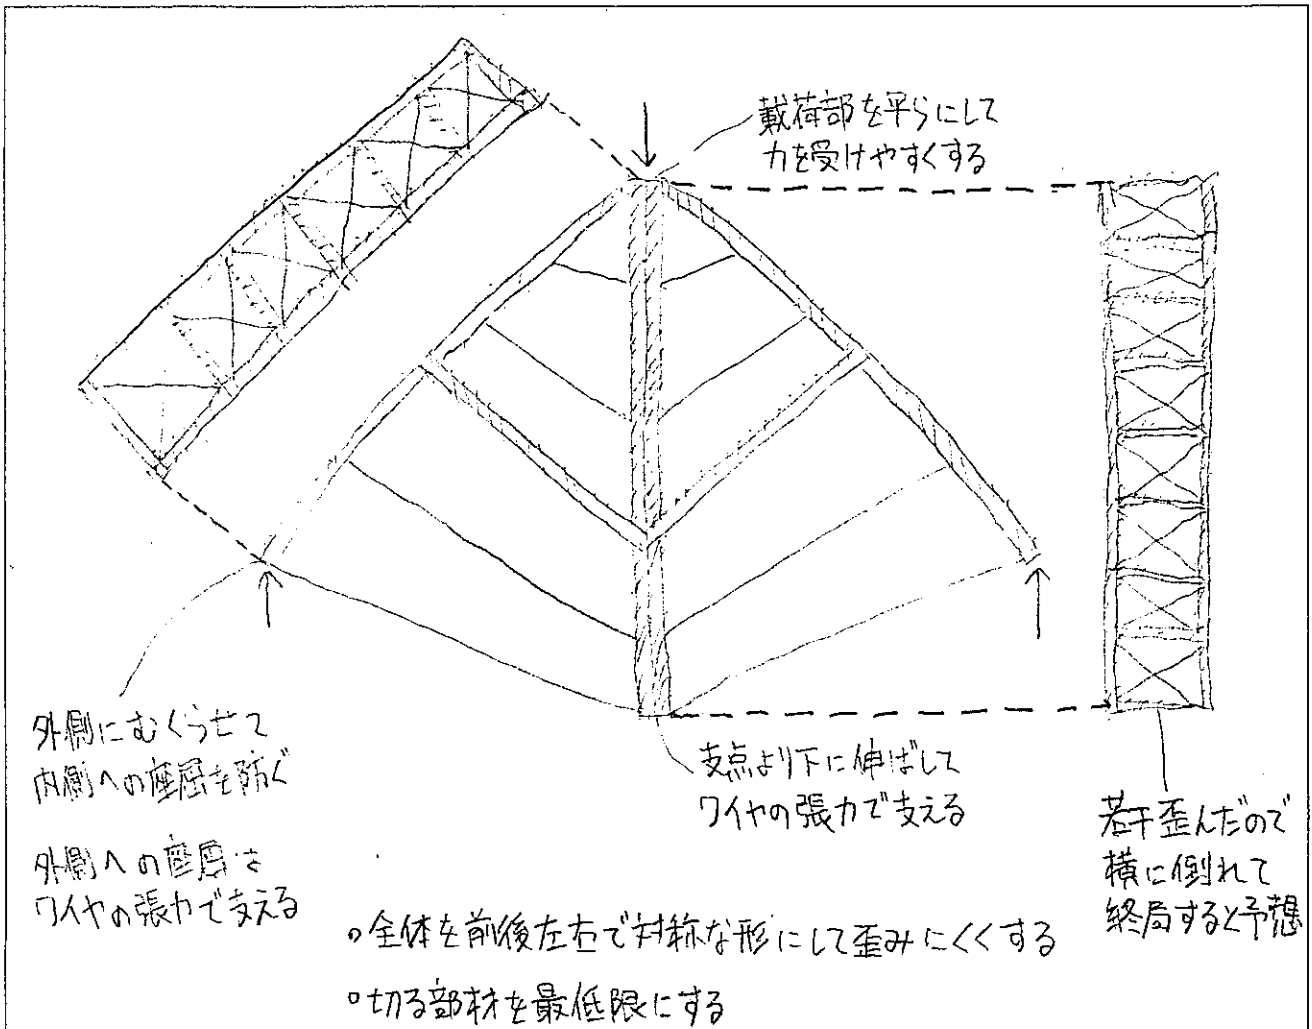 載荷部を平らにして
力を受けやすくする
外側にむくらせて
内側への座屈を防ぐ
外側への座屈は
ワイヤの張力で支える
支点より下に伸ばして
ワイヤの張力で支える
若干歪んだので
横に倒れて
終局すると予想
○全体を前後左右で対称な形にして歪みにくくする
○切る部材を最低限にする